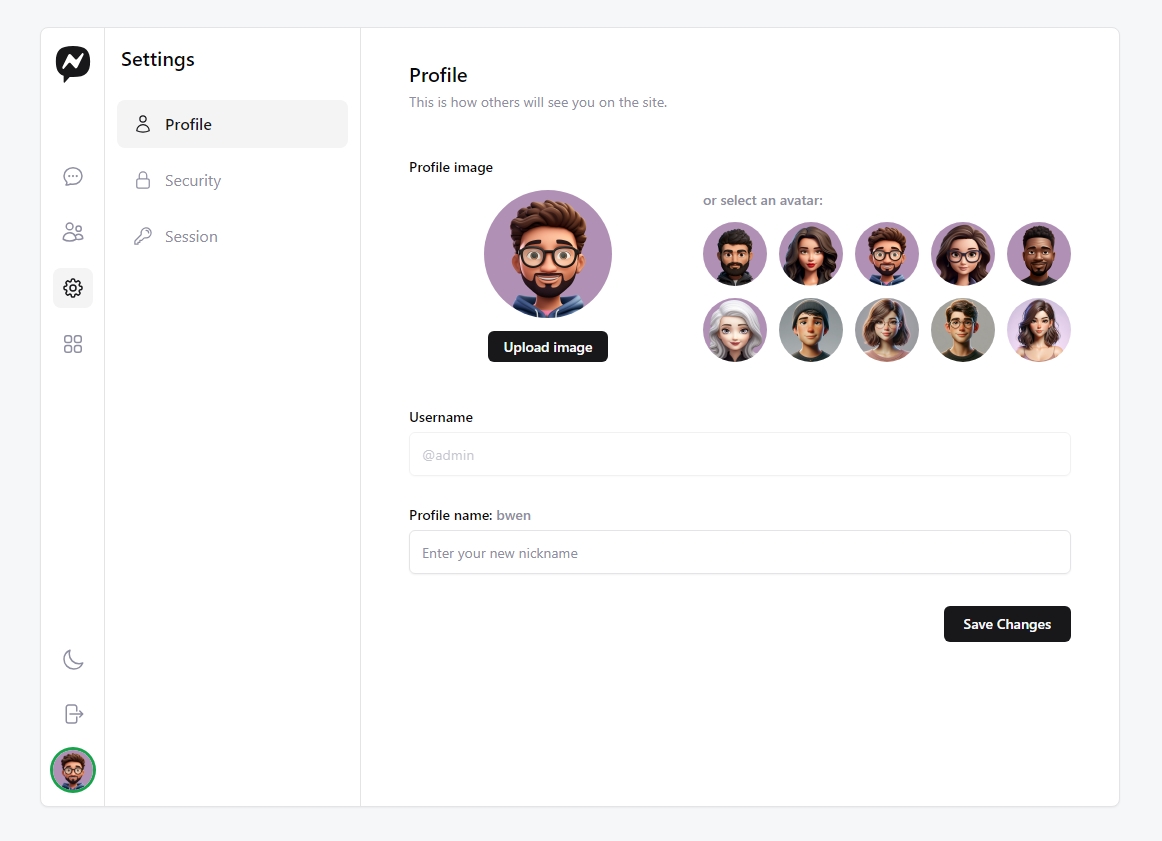 Settings
Profile
Security
Session
Profile
This is how others will see you on the site.
Profile image
or select an avatar:
Upload image
Username
@admin
Profile name: bwen
Enter your new nickname
Save Changes